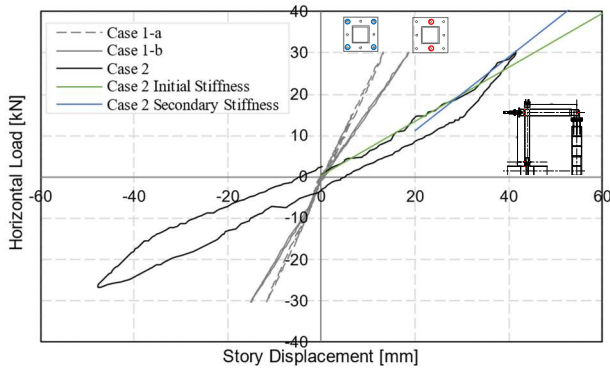 Case 1-a
Case 1-b
Case 2
Case 2 Initial Stiffness
Case 2 Secondary Stiffness
Horizontal Load [kN]
40
30
20
10
0
-10
-20
-30
-40
-60
-40
-20
0
20
40
60
Story Displacement [mm]